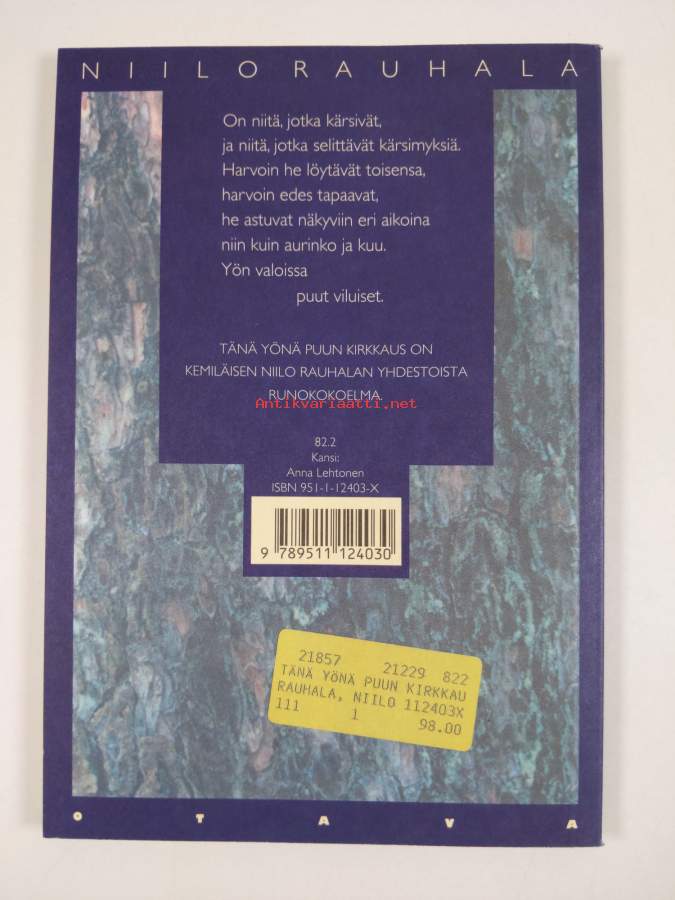 NIILO RAUHALA
On niitä, jotka kärsivät,
ja niitä, jotka selittävät kärsimyksiä.
Harvoin he löytävät toisensa,
harvoin edes tapaavat,
he astuvat näkyviin eri aikoina
niin kuin aurinko ja kuu.
Yön valoissa
puut viluiset.
TÄNÄ YÖNÄ PUUN KIRKKAUS ON
KEMILÄISEN NIILO RAUHALAN YHDESTOISTA
RUNOKOKOELMA.
Antikvariaatti.net
82.2
Kansi:
Anna Lehtonen
ISBN 951-1-12403-X
9 789511 124030
21857 21229 822
TÄNÄ YÖNÄ PUUN KIRKKAU
RAUHALA, NIILO 112403X
111 1 98.00
OTAVA